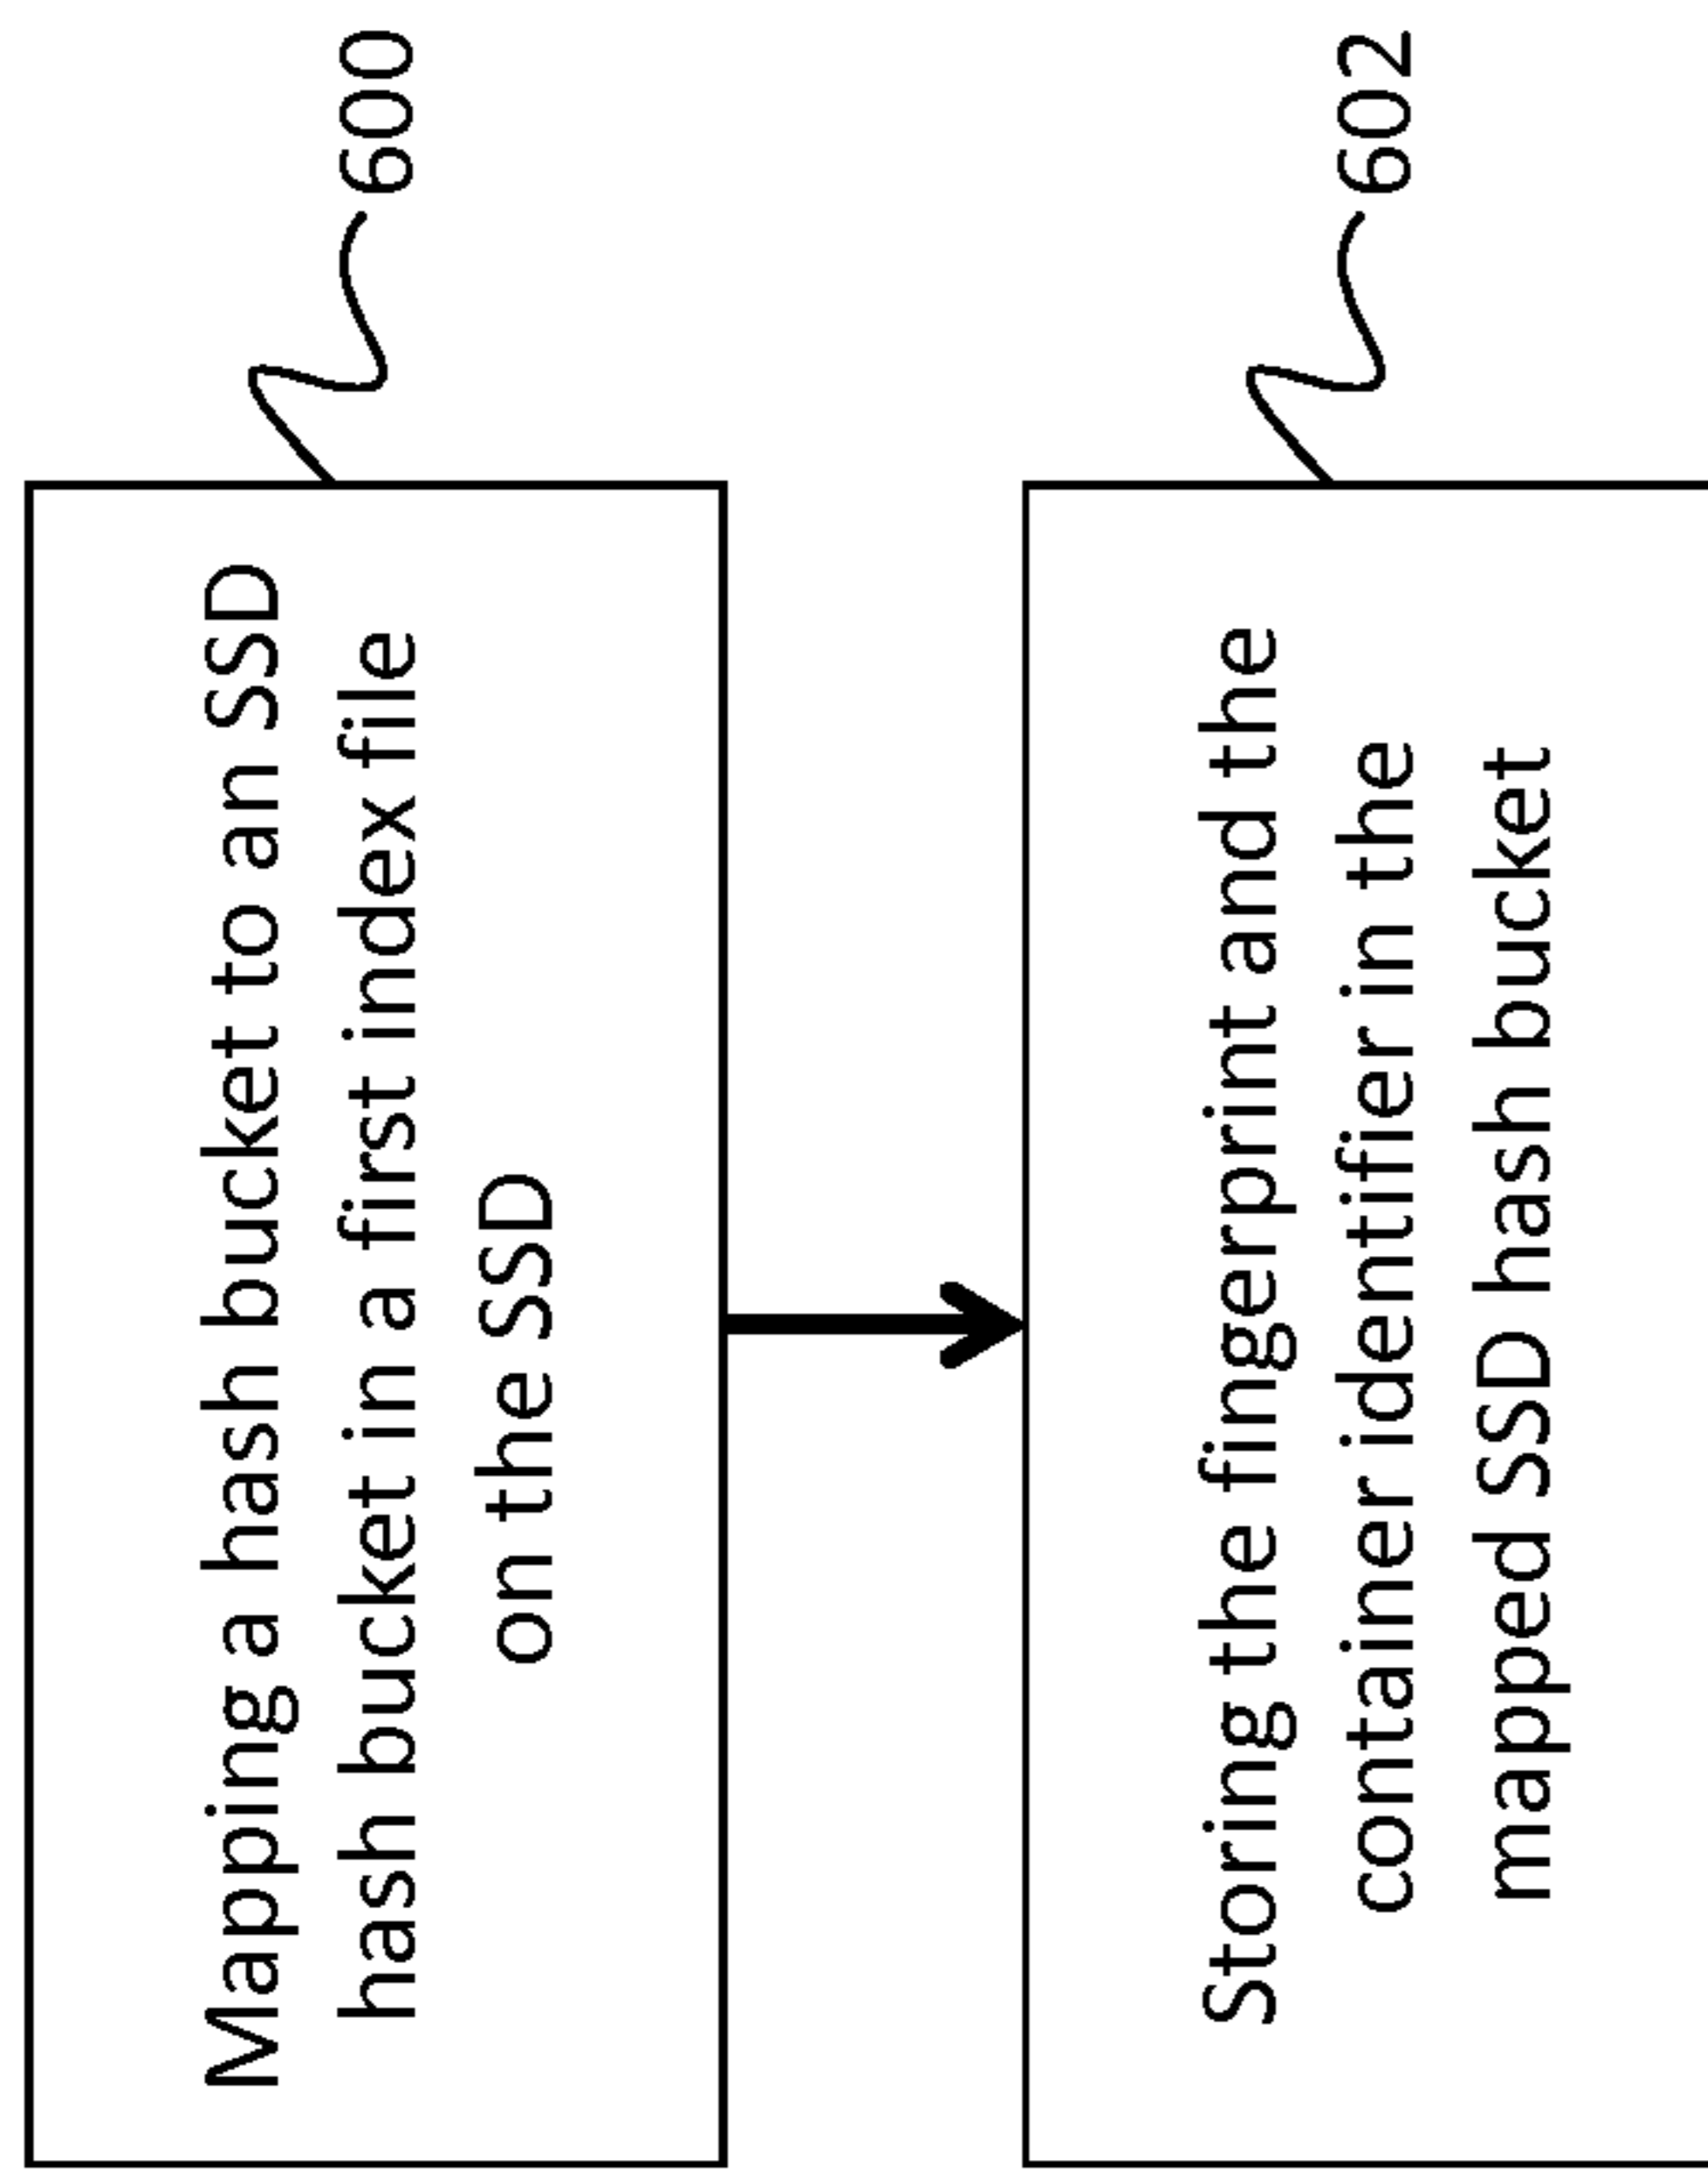 Mapping a hash bucket to an SSD
hash bucket in a first index file
on the SSD
600
Storing the fingerprint and the
container identifier in the
mapped SSD hash bucket
602